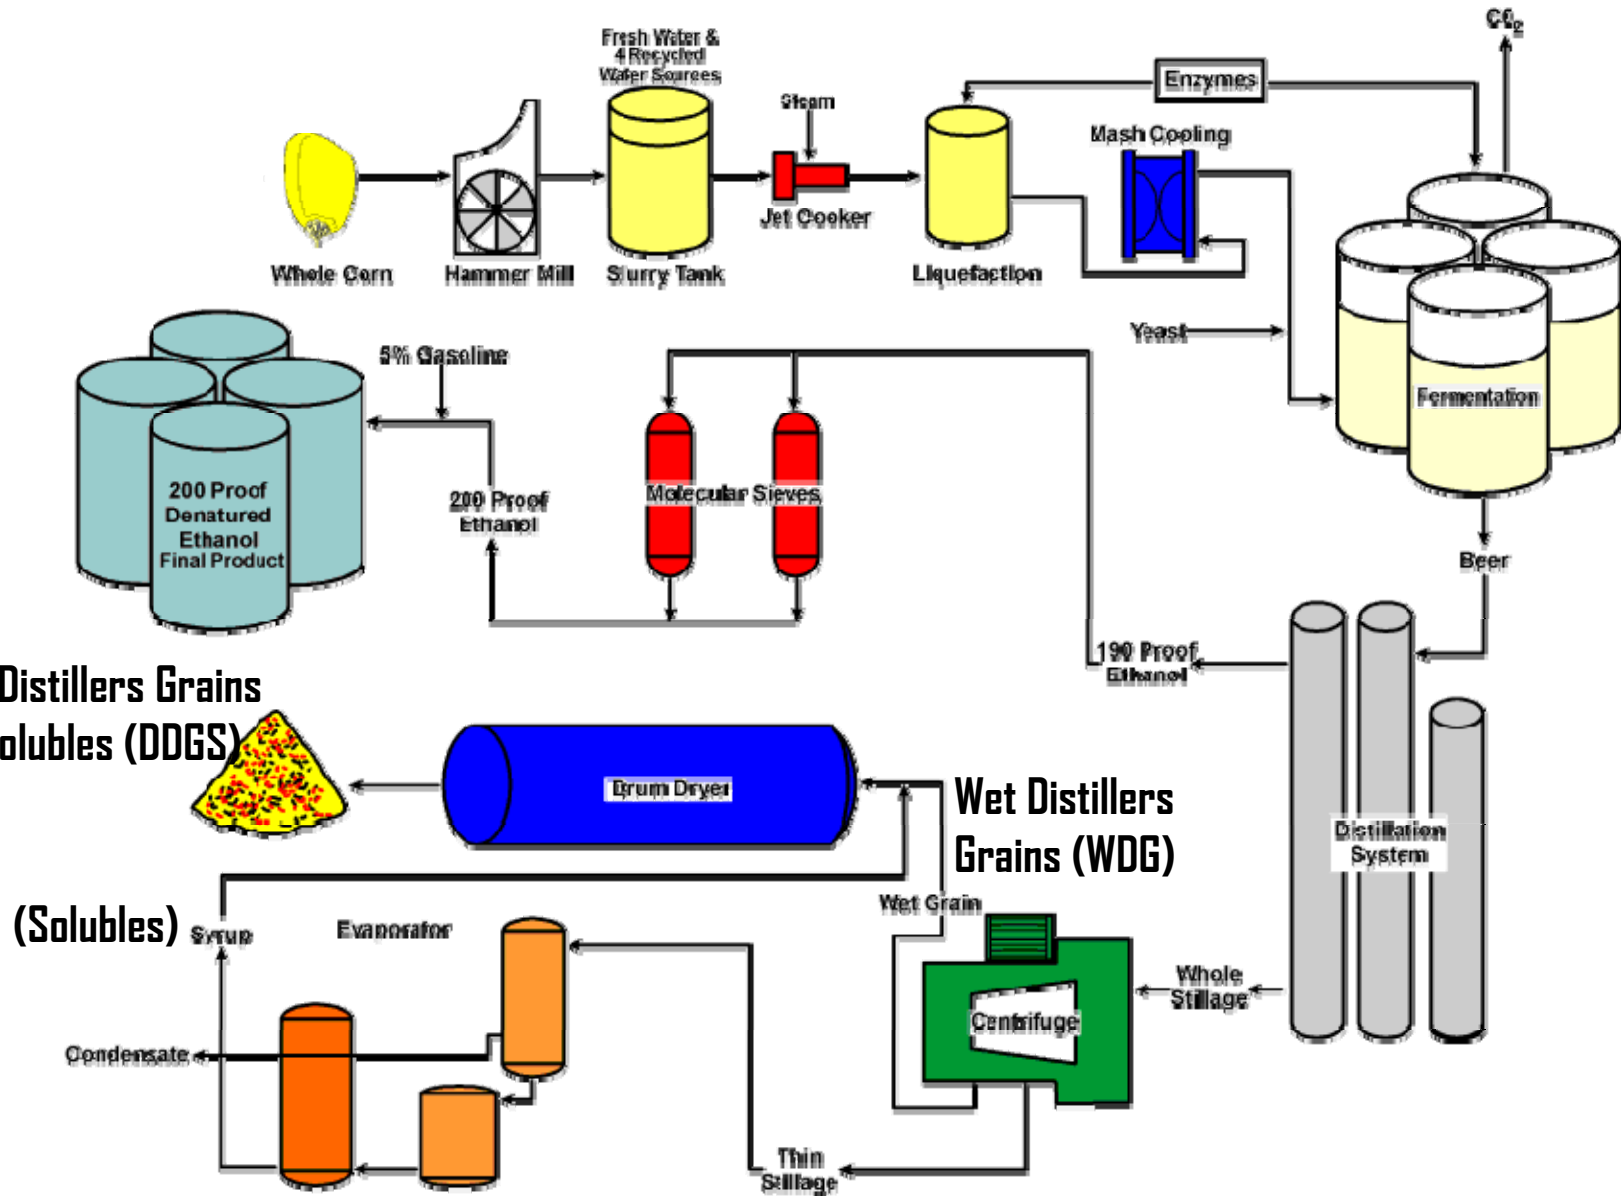 CO2
Fresh Water &
4 Recycled
Water Sources
Steam
Enzymes
Mash Cooling
Jet Cooker
Whole Corn
Hammer Mill
Slurry Tank
Liquefaction
Yeast
5% Gasoline
Fermentation
Molecular Sieves
200 Proof
Ethanol
200 Proof
Denatured
Ethanol
Final Product
Beer
190 Proof
Ethanol
Distillers Grains
olubles (DDGS)
Drum Dryer
Wet Distillers
Grains (WDG)
Distillation
System
Wet Grain
(Solubles)
Syrup
Evaporator
Whole
Stillage
Centrifuge
Condensate
Thin
Stillage